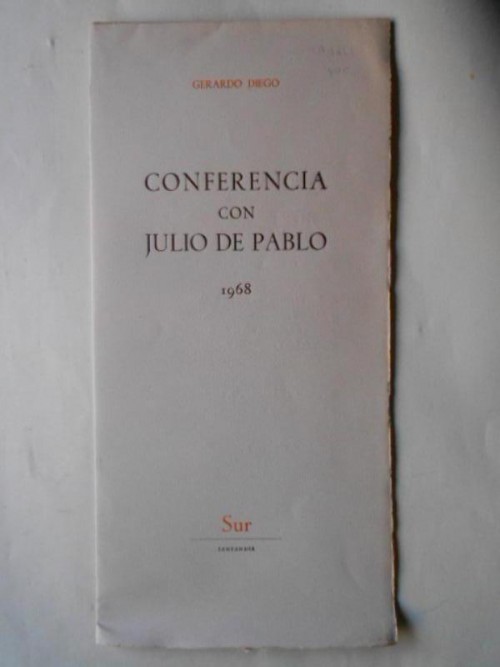 GERARDO DIEGO
CONFERENCIA
CON
JULIO DE PABLO
1968
Sur
SANTANDER